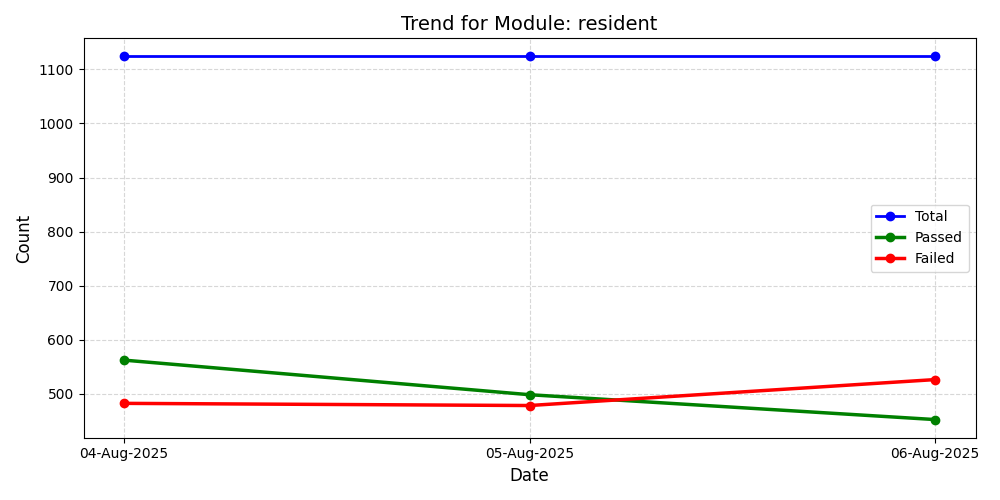 Trend for Module: resident
1100
1000
900
800
700
600
500
Count
Total
Passed
Failed
04-Aug-2025
05-Aug-2025
06-Aug-2025
Date